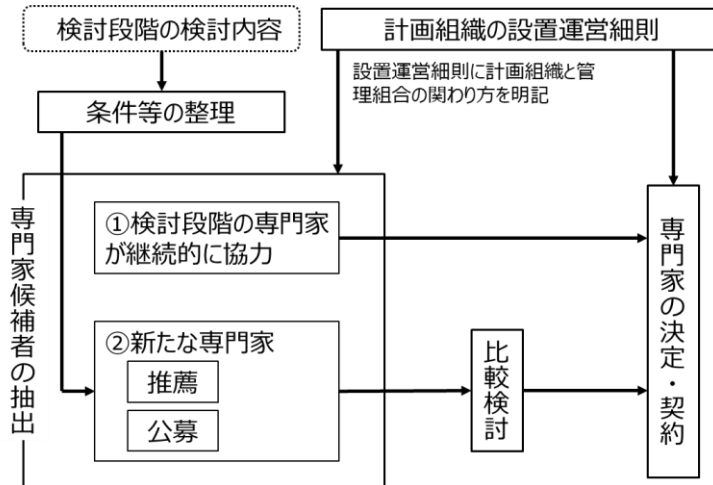 検討段階の検討内容
計画組織の設置運営細則
設置運営細則に計画組織と管
理組合の関わり方を明記
条件等の整理
専門家候補者の抽出
①検討段階の専門家
が継続的に協力
②新たな専門家
推薦
公募
比較検討
専門家の決定・契約